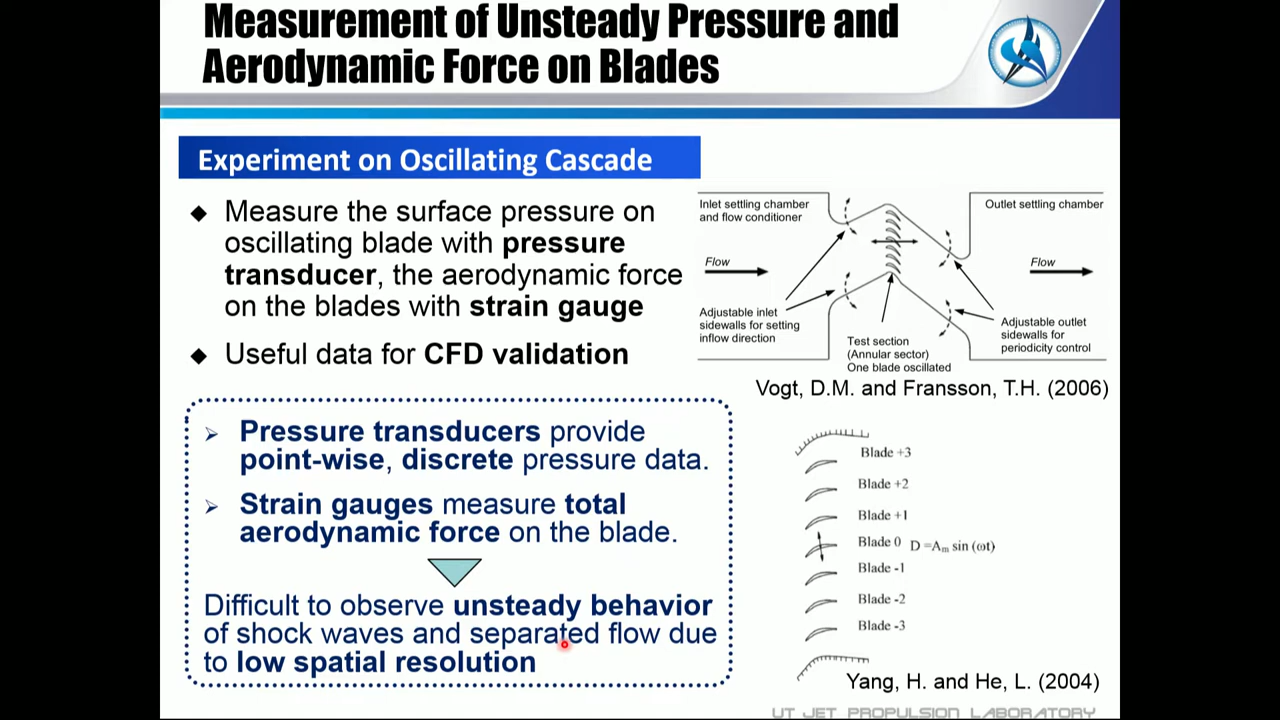 Measurement of Unsteady Pressure and
Aerodynamic Force on Blades
Experiment on Oscillating Cascade
◆ Measure the surface pressure on
oscillating blade with pressure
transducer, the aerodynamic force
on the blades with strain gauge
◆ Useful data for CFD validation
➢ Pressure transducers provide
point-wise, discrete pressure data.
➢ Strain gauges measure total
aerodynamic force on the blade.
Difficult to observe unsteady behavior
of shock waves and separated flow due
to low spatial resolution
Inlet settling chamber
and flow conditioner
Outlet settling chamber
Flow
Flow
Adjustable inlet
sidewalls for setting
inflow direction
Test section
(Annular sector)
One blade oscillated
Adjustable outlet
sidewalls for
periodicity control
Vogt, D.M. and Fransson, T.H. (2006)
Blade +3
Blade +2
Blade +1
Blade 0 D =Am sin (ωt)
Blade -1
Blade -2
Blade -3
Yang, H. and He, L. (2004)
UT JET PROPULSION LABORATORY